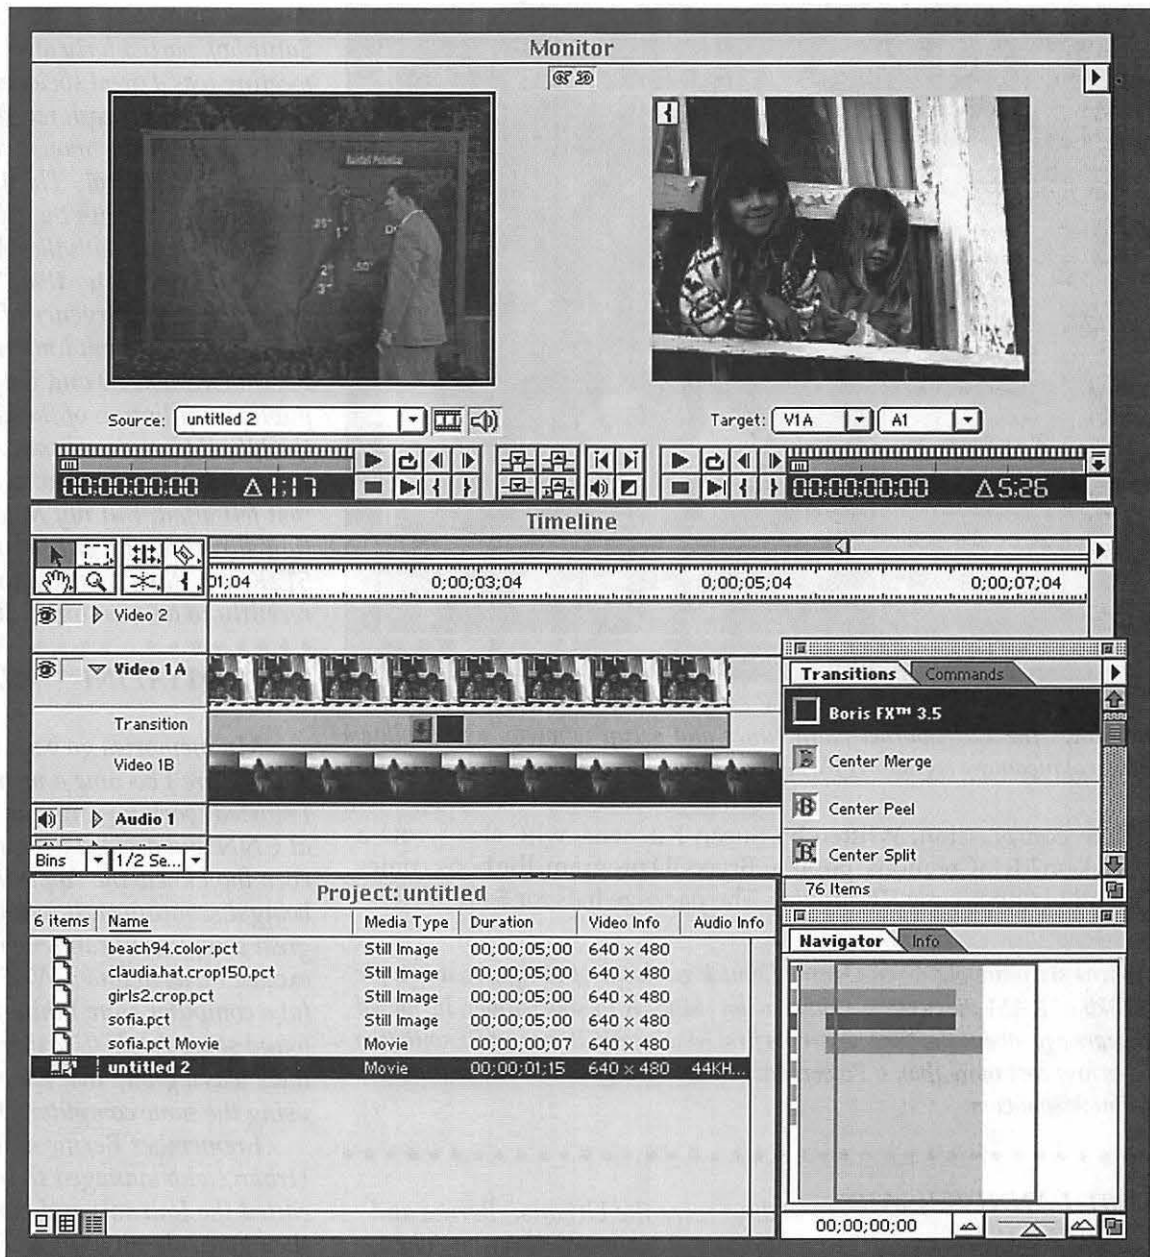 Monitor
Source: untitled 2
Target: V1A A1
00;00;00;00 Δ1;17
00;00;00;00 Δ5;26
Timeline
01;04 0;00;03;04 0;00;05;04 0;00;07;04
Video 2
Video 1A
Transition
Video 1B
Audio 1
Bins 1/2 Se...
Transitions Commands
Boris FX™ 3.5
Center Merge
Center Peel
Center Split
76 Items
Project:untitled
6 items Name Media Type Duration Video Info Audio Info
beach94.color.pct Still Image 00;00;05;00 640 × 480
claudia.hat.crop150.pct Still Image 00;00;05;00 640 × 480
girls2.crop.pct Still Image 00;00;05;00 640 × 480
sofia.pct Still Image 00;00;05;00 640 × 480
sofia.pct Movie Movie 00;00;00;07 640 × 480
untitled 2 Movie 00;00;01;15 640 × 480 44KH...
Navigator Info
00;00;00;00